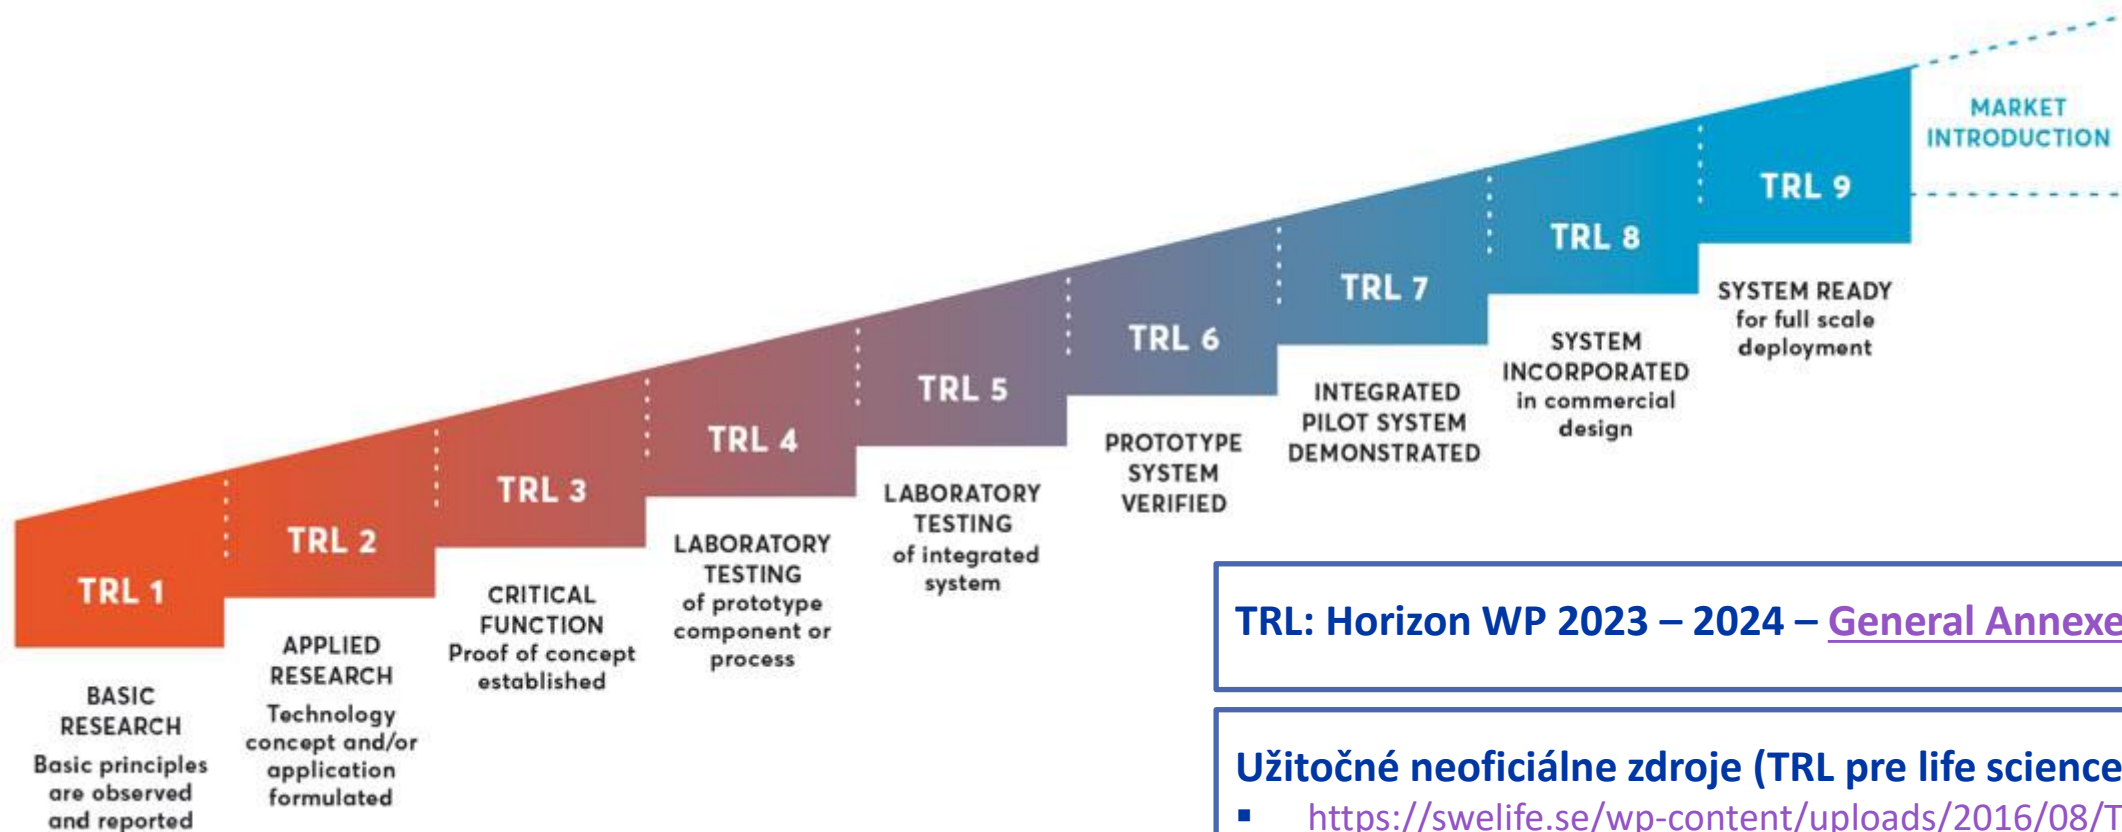 TRL 1
BASIC
RESEARCH
Basic principles
are observed
and reported
TRL 2
APPLIED
RESEARCH
Technology
concept and/or
application
formulated
TRL 3
CRITICAL
FUNCTION
Proof of concept
established
TRL 4
LABORATORY
TESTING
of prototype
component or
process
TRL 5
LABORATORY
TESTING
of integrated
system
TRL 6
PROTOTYPE
SYSTEM
VERIFIED
TRL 7
INTEGRATED
PILOT SYSTEM
DEMONSTRATED
TRL 8
SYSTEM
INCORPORATED
in commercial
design
TRL 9
SYSTEM READY
for full scale
deployment
MARKET
INTRODUCTION
TRL: Horizon WP 2023 – 2024 – General Annexe
Užitočné neoficiálne zdroje (TRL pre life science
▪ https://swelife.se/wp-content/uploads/2016/08/T